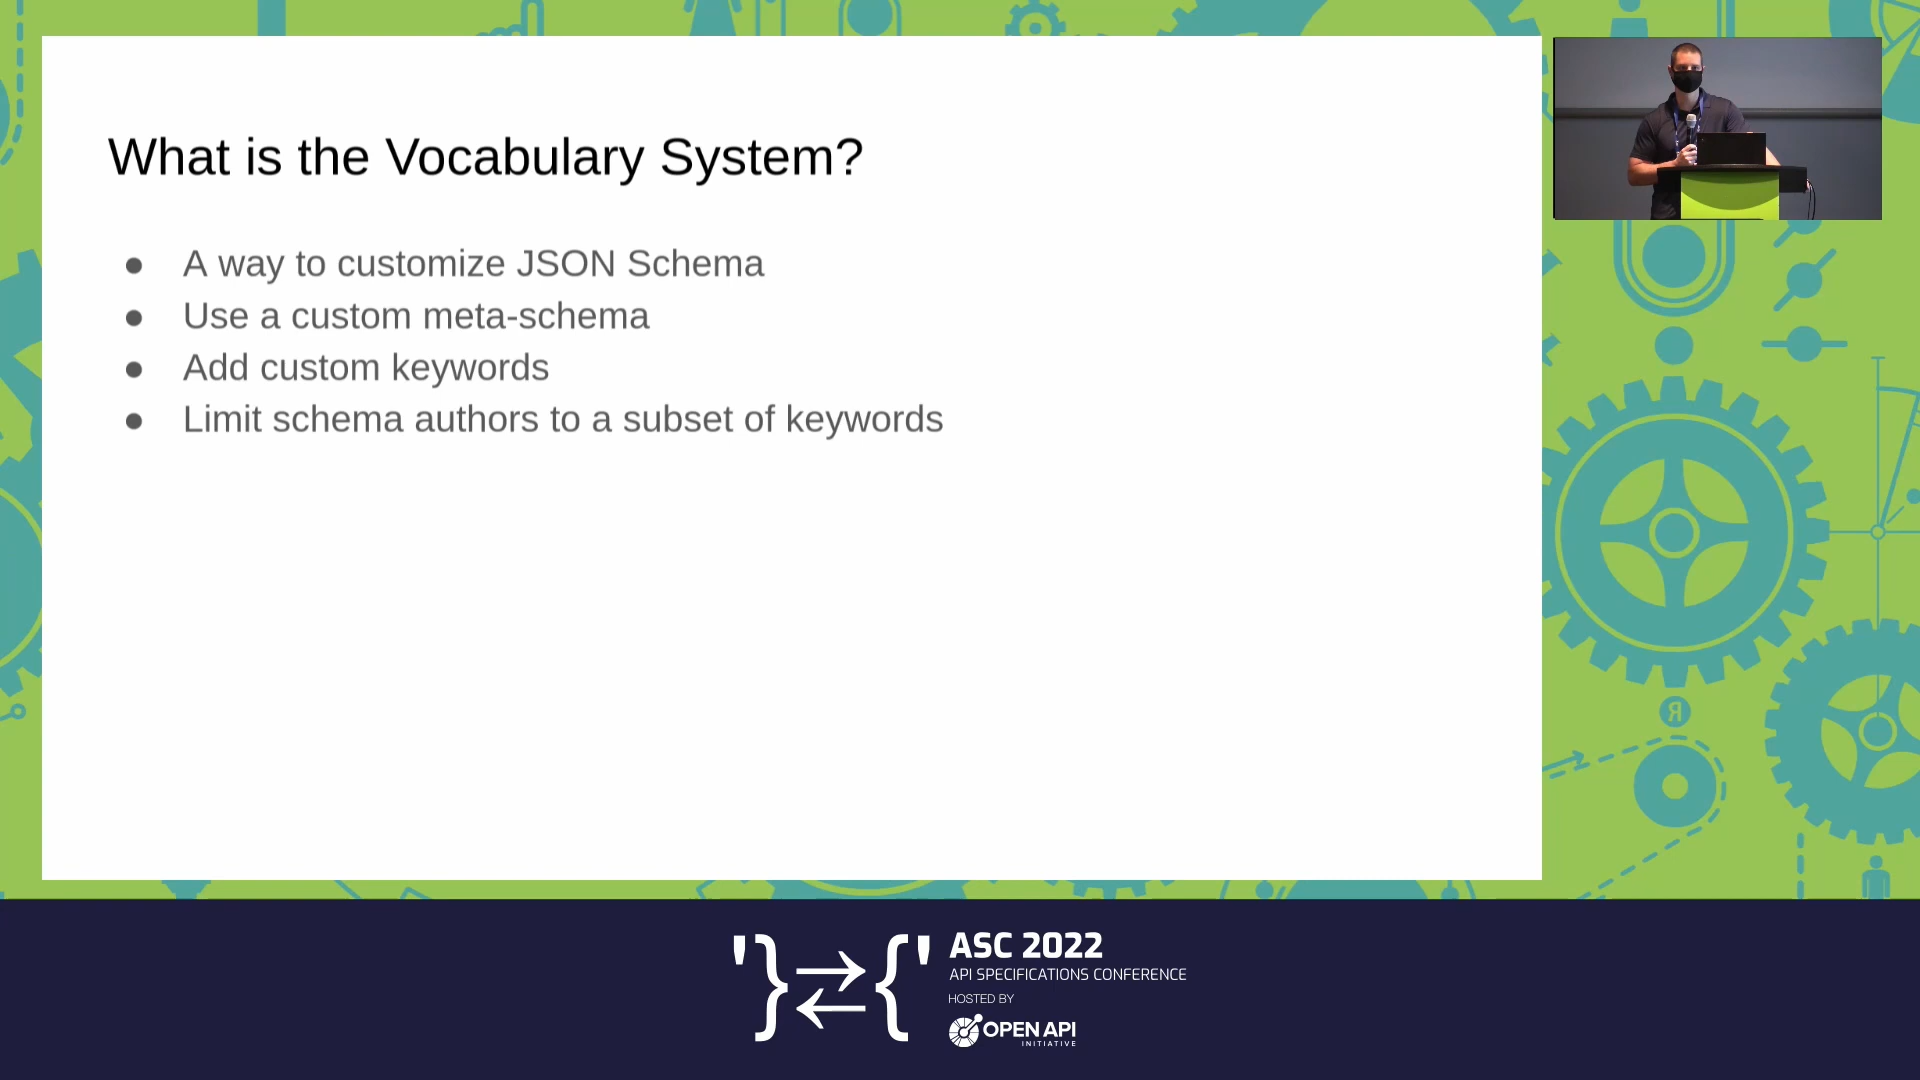 What is the Vocabulary System?
● A way to customize JSON Schema
● Use a custom meta-schema
● Add custom keywords
● Limit schema authors to a subset of keywords
'}⇄{'
ASC 2022
API SPECIFICATIONS CONFERENCE
HOSTED BY
OPEN API
INITIATIVE